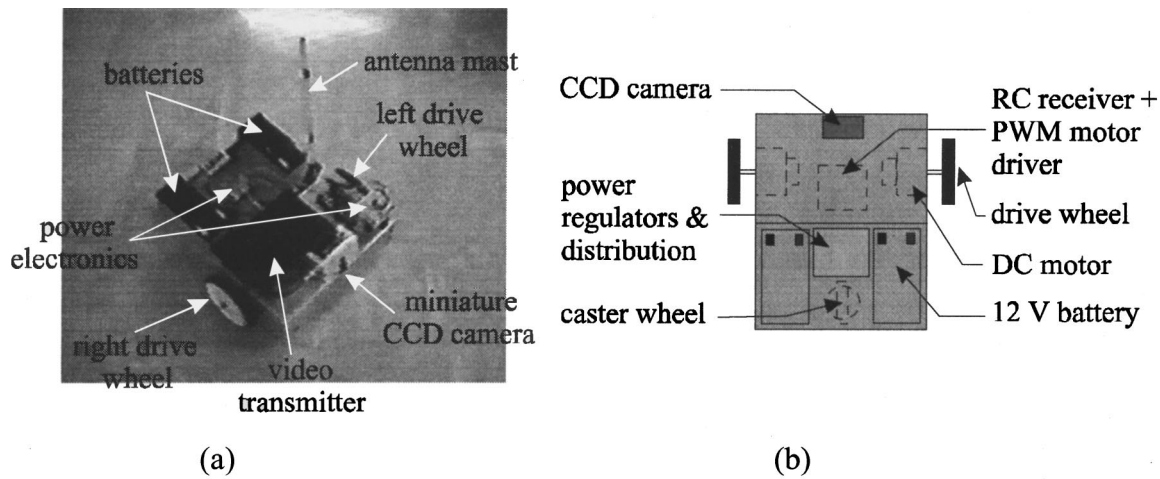 batteries
antenna mast
left drive
wheel
power
electronics
miniature
CCD camera
right drive
wheel
video
transmitter
(a)
CCD camera
RC receiver +
PWM motor
driver
power
regulators &
distribution
drive wheel
DC motor
caster wheel
12 V battery
(b)